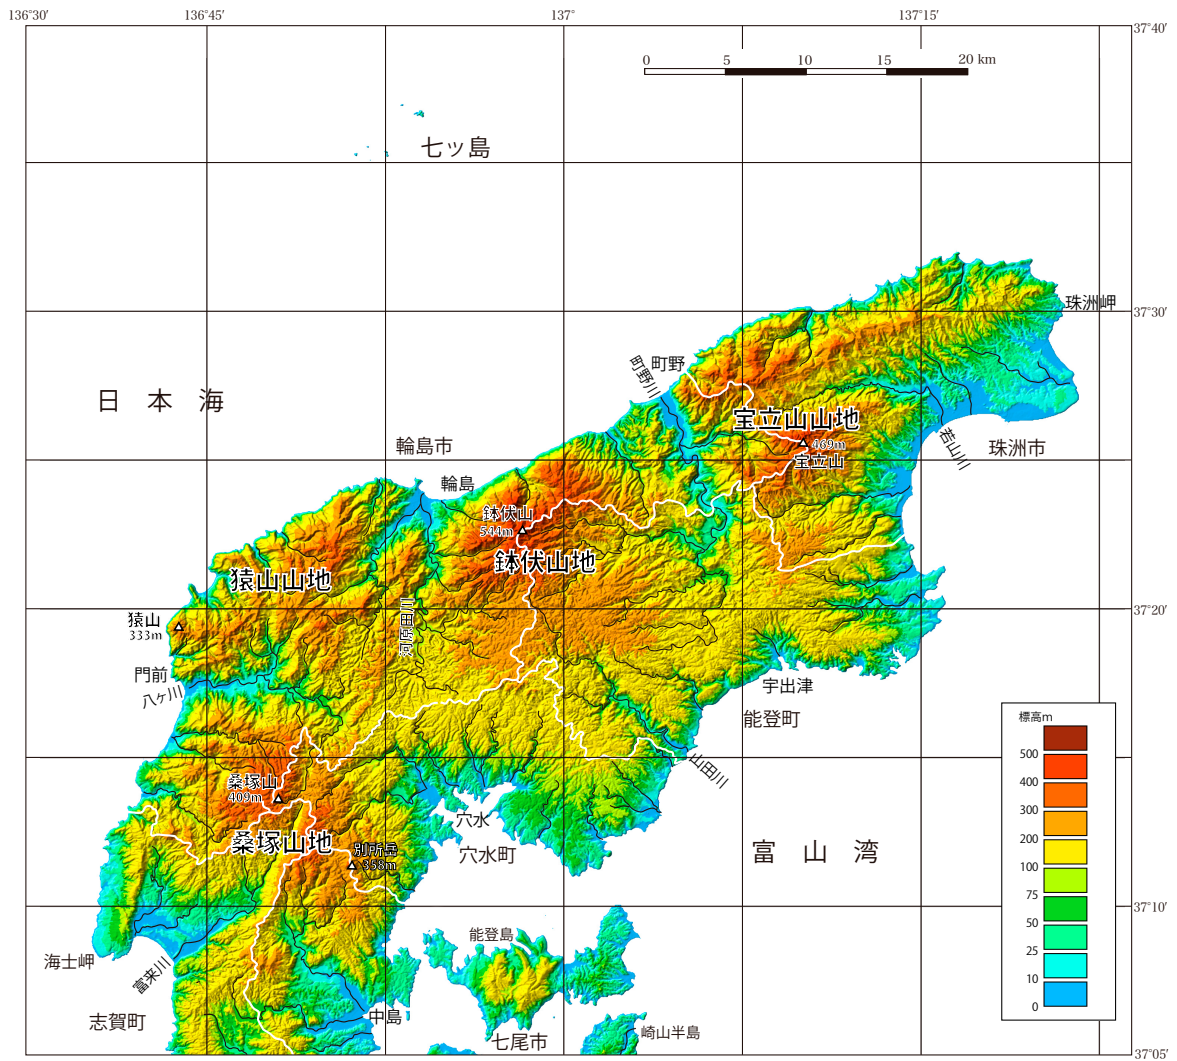 136°30′
136°45′
137°
137°15′
37°40′
0 5 10 15 20 km
七ッ島
珠洲岬
37°30′
町野
町野川
日 本 海
宝立山山地
469m
宝立山
若山川
珠洲市
輪島市
輪島
鉢伏山
544m
鉢伏山地
猿山山地
河原田川
37°20′
猿山
333m
門前
八ヶ川
宇出津
能登町
山田川
桑塚山
409m
桑塚山地
別所岳
358m
穴水
穴水町
富 山 湾
標高m
500
400
300
200
100
75
50
25
10
0
37°10′
海士岬
富来川
志賀町
能登島
中島
七尾市
崎山半島
37°05′